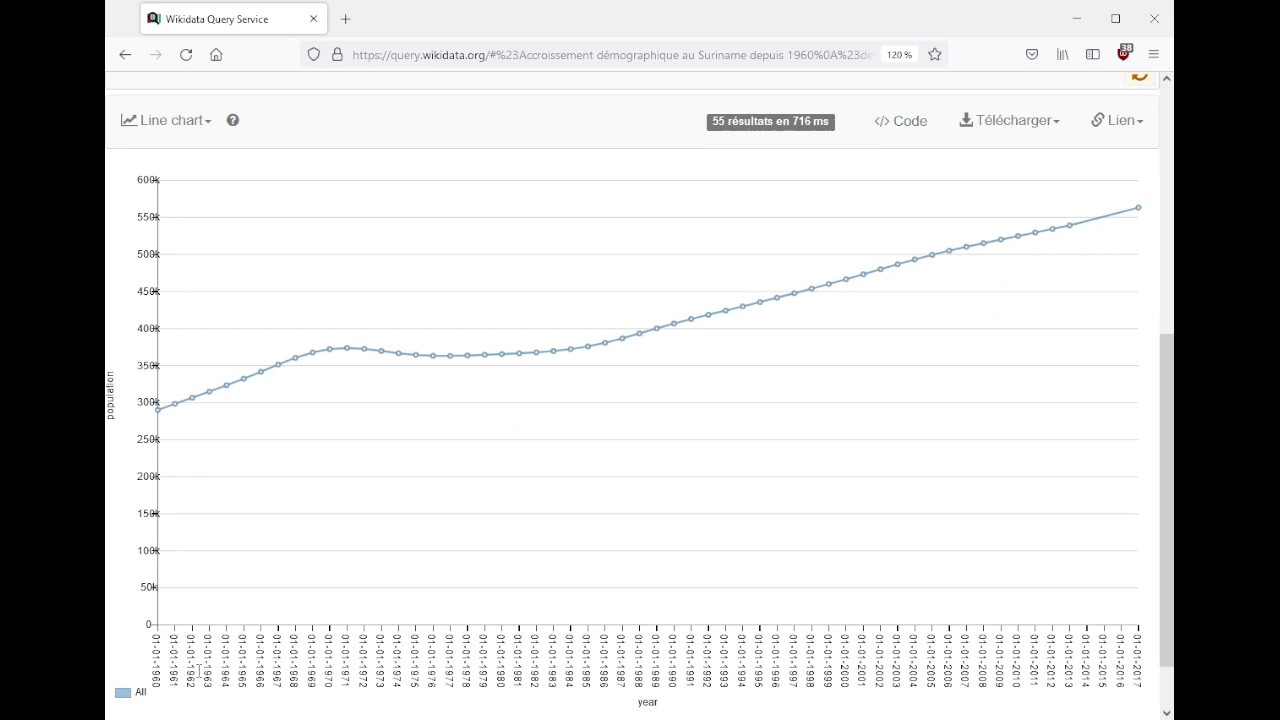 Wikidata Query Service
https://query.wikidata.org/#%23Accroissement démographique au Suriname depuis 1960%0A%23de
120 %
38
Line chart
55 résultats en 716 ms
</> Code
Télécharger
Lien
600k
550k
500k
450k
400k
350k
300k
250k
200k
150k
100k
50k
0
population
01-01-1960
01-01-1961
01-01-1962
01-01-1963
01-01-1964
01-01-1965
01-01-1966
01-01-1967
01-01-1968
01-01-1969
01-01-1970
01-01-1971
01-01-1972
01-01-1973
01-01-1974
01-01-1975
01-01-1976
01-01-1977
01-01-1978
01-01-1979
01-01-1980
01-01-1981
01-01-1982
01-01-1983
01-01-1984
01-01-1985
01-01-1986
01-01-1987
01-01-1988
01-01-1989
01-01-1990
01-01-1991
01-01-1992
01-01-1993
01-01-1994
01-01-1995
01-01-1996
01-01-1997
01-01-1998
01-01-1999
01-01-2000
01-01-2001
01-01-2002
01-01-2003
01-01-2004
01-01-2005
01-01-2006
01-01-2007
01-01-2008
01-01-2009
01-01-2010
01-01-2011
01-01-2012
01-01-2013
01-01-2014
01-01-2015
01-01-2016
01-01-2017
All
year